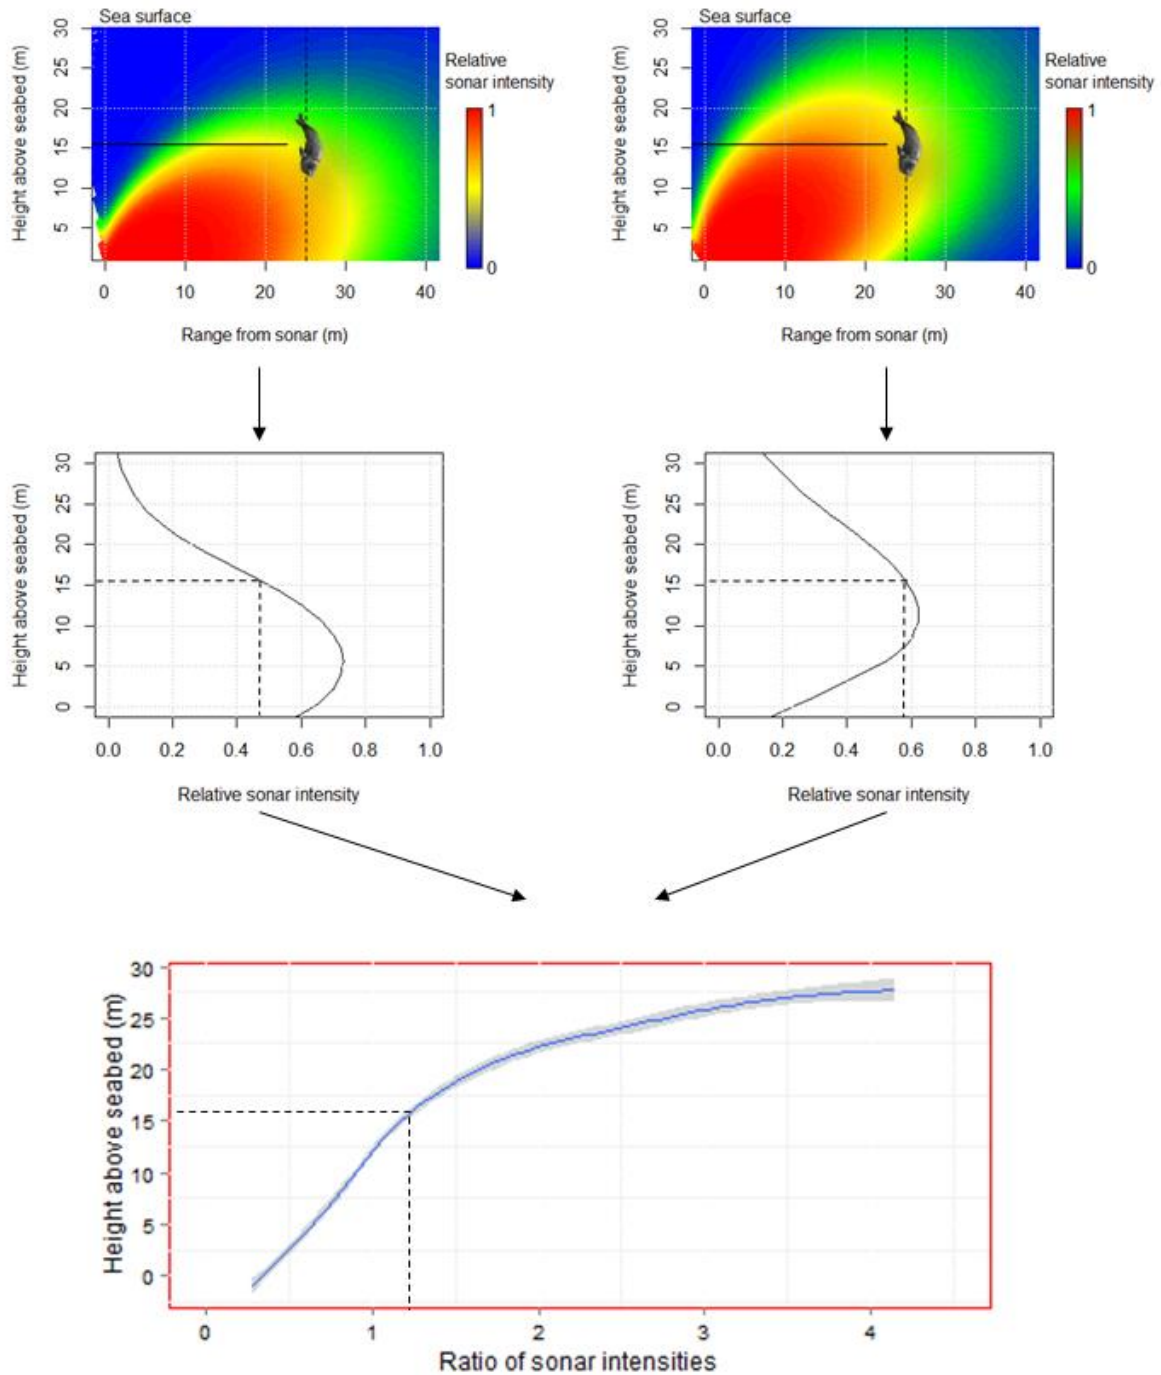 Sea surface
Height above seabed (m)
30
25
20
15
10
5
0
10
20
30
40
Range from sonar (m)
Relative
sonar intensity
1
0
Sea surface
Height above seabed (m)
30
25
20
15
10
5
0
10
20
30
40
Range from sonar (m)
Relative
sonar intensity
1
0
Height above seabed (m)
30
25
20
15
10
5
0
0.0 0.2 0.4 0.6 0.8 1.0
Relative sonar intensity
Height above seabed (m)
30
25
20
15
10
5
0
0.0 0.2 0.4 0.6 0.8 1.0
Relative sonar intensity
Height above seabed (m)
30
25
20
15
10
5
0
0 1 2 3 4
Ratio of sonar intensities